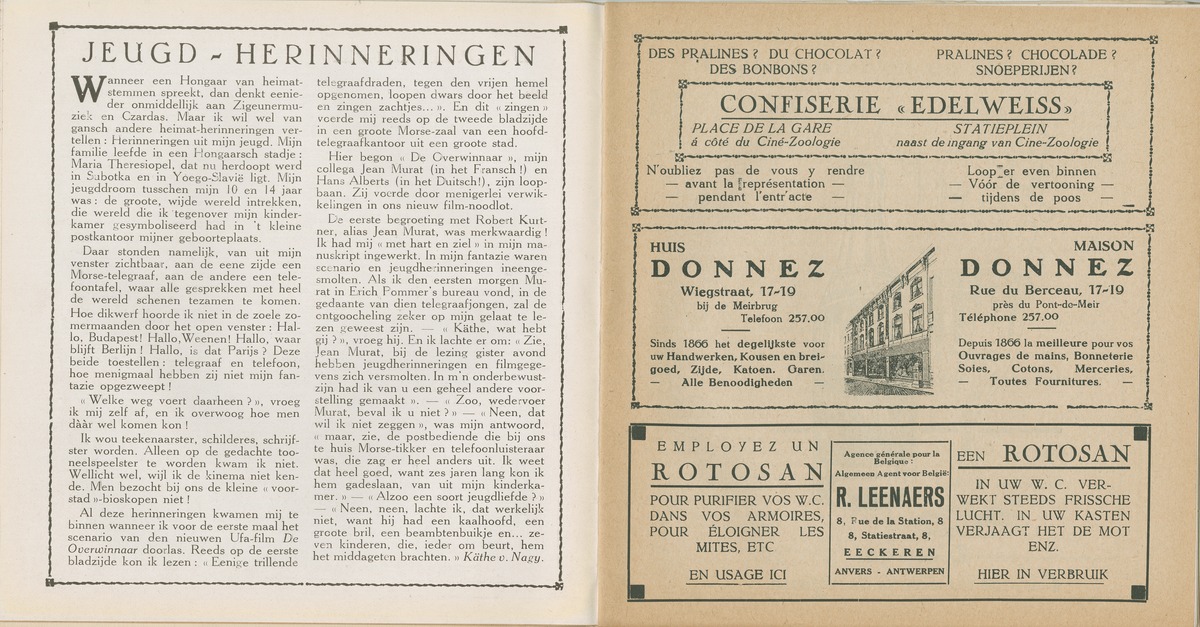 JEUGD - HERINNERINGEN
Wanneer een Hongaar van heimat-
stemmen spreekt, dan denkt eenie-
der onmiddellijk aan Zigeunermu-
ziek en Czardas. Maar ik wil wel van
gansch andere heimat-herinneringen ver-
tellen : Herinneringen uit mijn jeugd. Mijn
familie leefde in een Hongaarsch stadje :
Maria Theresiopel, dat nu herdoopt werd
in Subotka en in Yoego-Slavië ligt. Mijn
jeugddroom tusschen mijn 10 en 14 jaar
was : de groote, wijde wereld intrekken,
die wereld die ik tegenover mijn kinder-
kamer gesymboliseerd had in 't kleine
postkantoor mijner geboorteplaats.
Daar stonden namelijk, van uit mijn
venster zichtbaar, aan de eene zijde een
Morse-telegraaf, aan de andere een tele-
foontafel, waar alle gesprekken met heel
de wereld schenen tezamen te komen.
Hoe dikwerf hoorde ik niet in de zoele zo-
mermaanden door het open venster : Hal-
lo, Budapest! Hallo, Weenen! Hallo, waar
blijft Berlijn ! Hallo, is dat Parijs ? Deze
beide toestellen : telegraaf en telefoon,
hoe menigmaal hebben zij niet mijn fan-
tazie opgezweept !
« Welke weg voert daarheen ? », vroeg
ik mij zelf af, en ik overwoog hoe men
dààr wel komen kon !
Ik wou teekenaarster, schilderes, schrijf-
ster worden. Alleen op de gedachte too-
neelspeelster te worden kwam ik niet.
Wellicht wel, wijl ik de kinema niet ken-
de. Men bezocht bij ons de kleine « voor-
stad »-bioskopen niet !
Al deze herinneringen kwamen mij te
binnen wanneer ik voor de eerste maal het
scenario van den nieuwen Ufa-film De
Overwinnaar doorlas. Reeds op de eerste
bladzijde kon ik lezen : « Eenige trillende
telegraafdraden, tegen den vrijen hemel
opgenomen, loopen dwars door het beeld
en zingen zachtjes... ». En dit « zingen »
voerde mij reeds op de tweede bladzijde
in een groote Morse-zaal van een hoofd-
telegraafkantoor uit een groote stad.
Hier begon « De Overwinnaar », mijn
collega Jean Murat (in het Fransch !) en
Hans Alberts (in het Duitsch!), zijn loop-
baan. Zij voerde door menigerlei verwik-
kelingen in ons nieuw film-noodlot.
De eerste begroeting met Robert Kurt-
ner, alias Jean Murat, was merkwaardig !
Ik had mij « met hart en ziel » in mijn ma-
nuskript ingewerkt. In mijn fantazie waren
scenario en jeugdherinneringen ineenge-
smolten. Als ik den eersten morgen Mu-
rat in Erich Pommer's bureau vond, in de
gedaante van dien telegraafjongen, zal de
ontgoocheling zeker op mijn gelaat te le-
zen geweest zijn. — « Käthe, wat hebt
gij ? », vroeg hij. En ik lachte er om : « Zie,
Jean Murat, bij de lezing gister avond
hebben jeugdherinneringen en filmgege-
vens zich versmolten. In m'n onderbewust-
zijn had ik van u een geheel andere voor-
stelling gemaakt ». — « Zoo, wedervoer
Murat, beval ik u niet ? » — « Neen, dat
wil ik niet zeggen », was mijn antwoord,
« maar, zie, de postbediende die bij ons
te huis Morse-tikker en telefoonluisteraar
was, die zag er heel anders uit. Ik weet
dat heel goed, want zes jaren lang kon ik
hem gadeslaan, van uit mijn kinderka-
mer. » — « Alzoo een soort jeugdliefde ? »
— « Neen, neen, lachte ik, dat werkelijk
niet, want hij had een kaalhoofd, een
groote bril, een beambtenbuikje en... ze-
ven kinderen, die, ieder om beurt, hem
het middageten brachten. » Käthe v. Nagy.
DES PRALINES ? DU CHOCOLAT ?
DES BONBONS ?
PRALINES ? CHOCOLADE ?
SNOEPERIJEN ?
CONFISERIE « EDELWEISS »
PLACE DE LA GARE
á côté du Ciné-Zoologie
STATIEPLEIN
naast de ingang van Cine-Zoologie
N'oubliez pas de vous y rendre
— avant la représentation —
— pendant l'entr'acte —
Loop er even binnen
— Vóór de vertooning —
— tijdens de poos —
HUIS
DONNEZ
Wiegstraat, 17-19
bij de Meirbrug
Telefoon 257.00
Sinds 1866 het degelijkste voor
uw Handwerken, Kousen en brei-
goed, Zijde, Katoen. Garen.
— Alle Benoodigheden —
MAISON
DONNEZ
Rue du Berceau, 17-19
près du Pont-de-Meir
Téléphone 257.00
Depuis 1866 la meilleure pour vos
Ouvrages de mains, Bonneterie
Soies, Cotons, Merceries,
— Toutes Fournitures. —
EMPLOYEZ UN
ROTOSAN
POUR PURIFIER VOS W.C.
DANS VOS ARMOIRES,
POUR ÉLOIGNER LES
MITES, ETC
EN USAGE ICI
Agence générale pour la
Belgique :
Algemeen Agent voor België:
R. LEENAERS
8, Rue de la Station, 8
8, Statiestraat, 8,
EECKEREN
ANVERS - ANTWERPEN
EEN ROTOSAN
IN UW W. C. VER-
WEKT STEEDS FRISSCHE
LUCHT. IN UW KASTEN
VERJAAGT HET DE MOT
ENZ.
HIER IN VERBRUIK